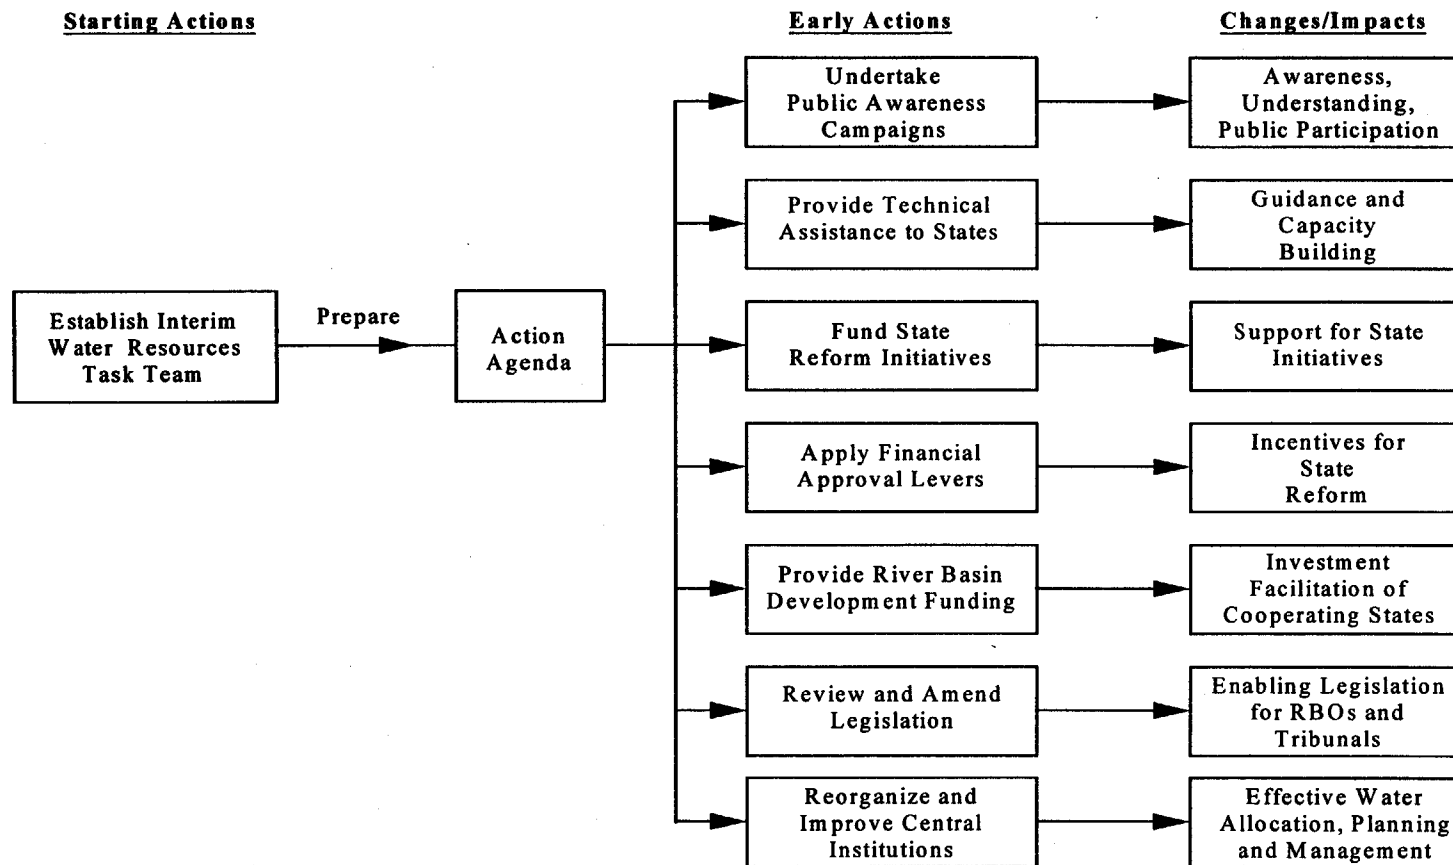 Starting Actions
Early Actions
Changes/Impacts
Undertake
Public Awareness
Campaigns
Awareness,
Understanding,
Public Participation
Provide Technical
Assistance to States
Guidance and
Capacity
Building
Establish Interim
Water Resources
Task Team
Prepare
Action
Agenda
Fund State
Reform Initiatives
Support for State
Initiatives
Apply Financial
Approval Levers
Incentives for
State
Reform
Provide River Basin
Development Funding
Investment
Facilitation of
Cooperating States
Review and Amend
Legislation
Enabling Legislation
for RBOs and
Tribunals
Reorganize and
Improve Central
Institutions
Effective Water
Allocation, Planning
and Management